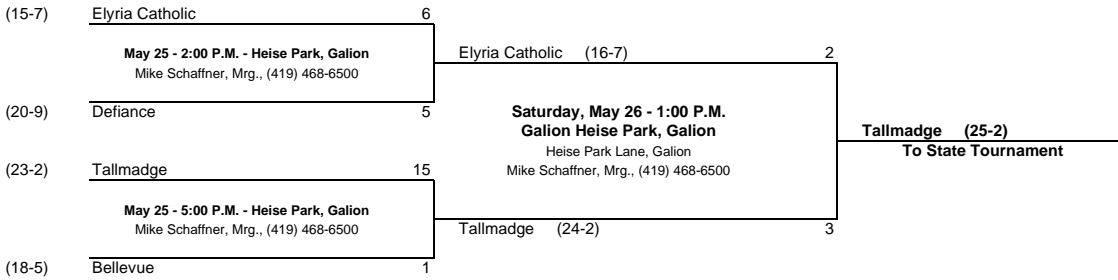 (15-7) Elyria Catholic 6
May 25 - 2:00 P.M. - Heise Park, Galion
Mike Schaffner, Mrg., (419) 468-6500
(20-9) Defiance 5
(23-2) Tallmadge 15
May 25 - 5:00 P.M. - Heise Park, Galion
Mike Schaffner, Mrg., (419) 468-6500
(18-5) Bellevue 1
Elyria Catholic (16-7) 2
Saturday, May 26 - 1:00 P.M.
Galion Heise Park, Galion
Heise Park Lane, Galion
Mike Schaffner, Mrg., (419) 468-6500
Tallmadge (24-2) 3
Tallmadge (25-2)
To State Tournament